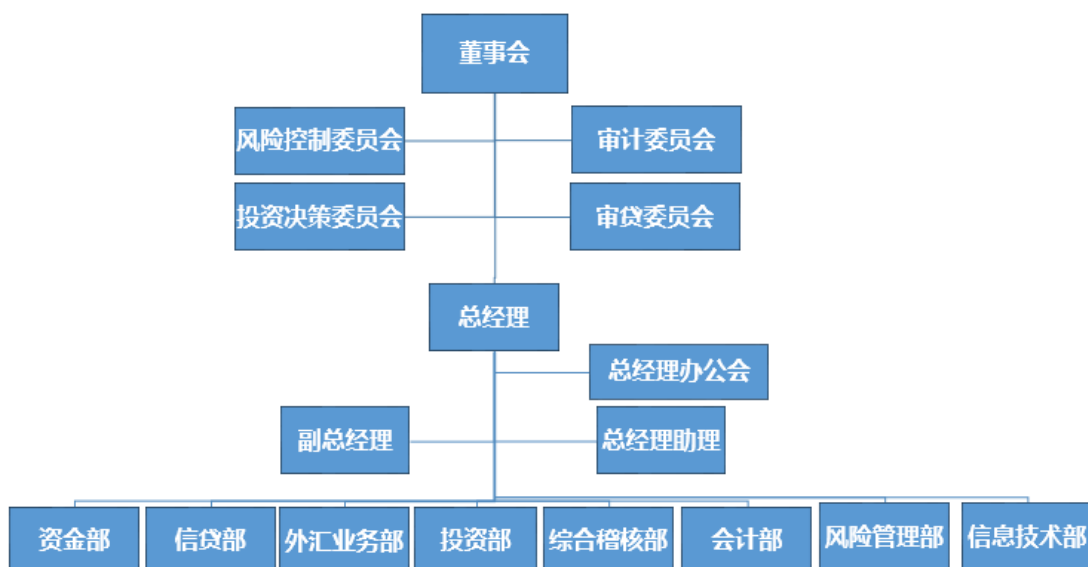 董事会
风险控制委员会
审计委员会
投资决策委员会
审贷委员会
总经理
总经理办公会
副总经理
总经理助理
资金部
信贷部
外汇业务部
投资部
综合稽核部
会计部
风险管理部
信息技术部